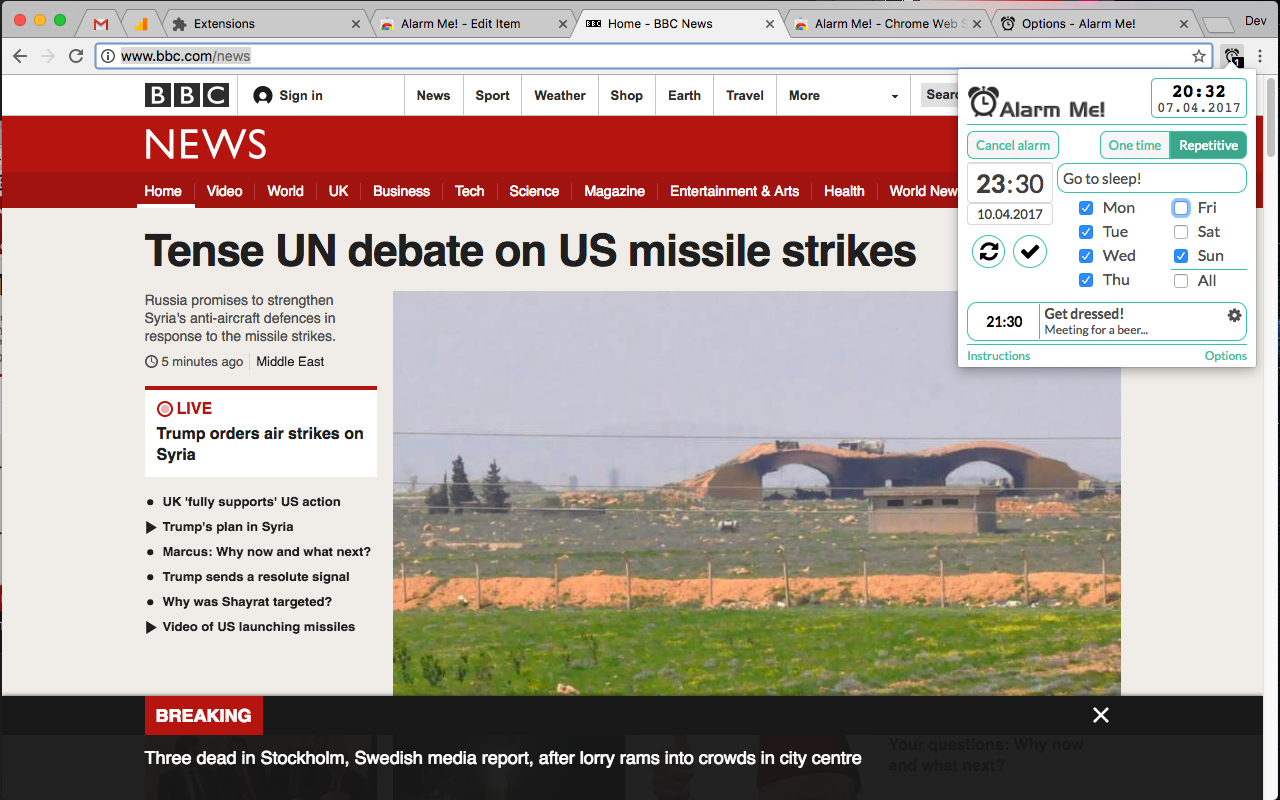 Extensions
Alarm Me! - Edit Item
Home - BBC News
Alarm Me! - Chrome Web S
Options - Alarm Me!
Dev
www.bbc.com/news
1
BBC
Sign in
News
Sport
Weather
Shop
Earth
Travel
More
Searc
NEWS
Home
Video
World
UK
Business
Tech
Science
Magazine
Entertainment & Arts
Health
World New
Alarm Me!
20:32
07.04.2017
Cancel alarm
One time
Repetitive
23:30
Go to sleep!
10.04.2017
Mon
Fri
Tue
Sat
Wed
Sun
Thu
All
21:30
Get dressed!
Meeting for a beer...
Instructions
Options
Tense UN debate on US missile strikes
Russia promises to strengthen
Syria's anti-aircraft defences in
response to the missile strikes.
5 minutes ago
Middle East
LIVE
Trump orders air strikes on
Syria
UK 'fully supports' US action
Trump's plan in Syria
Marcus: Why now and what next?
Trump sends a resolute signal
Why was Shayrat targeted?
Video of US launching missiles
BREAKING
Three dead in Stockholm, Swedish media report, after lorry rams into crowds in city centre
Your questions: Why now
and what next?